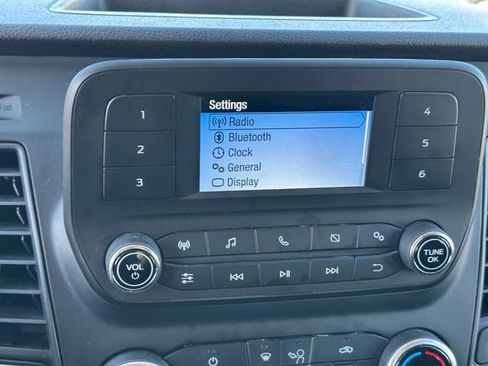 Settings
Radio
Bluetooth
Clock
General
Display
1
2
3
4
5
6
VOL
TUNE
OK